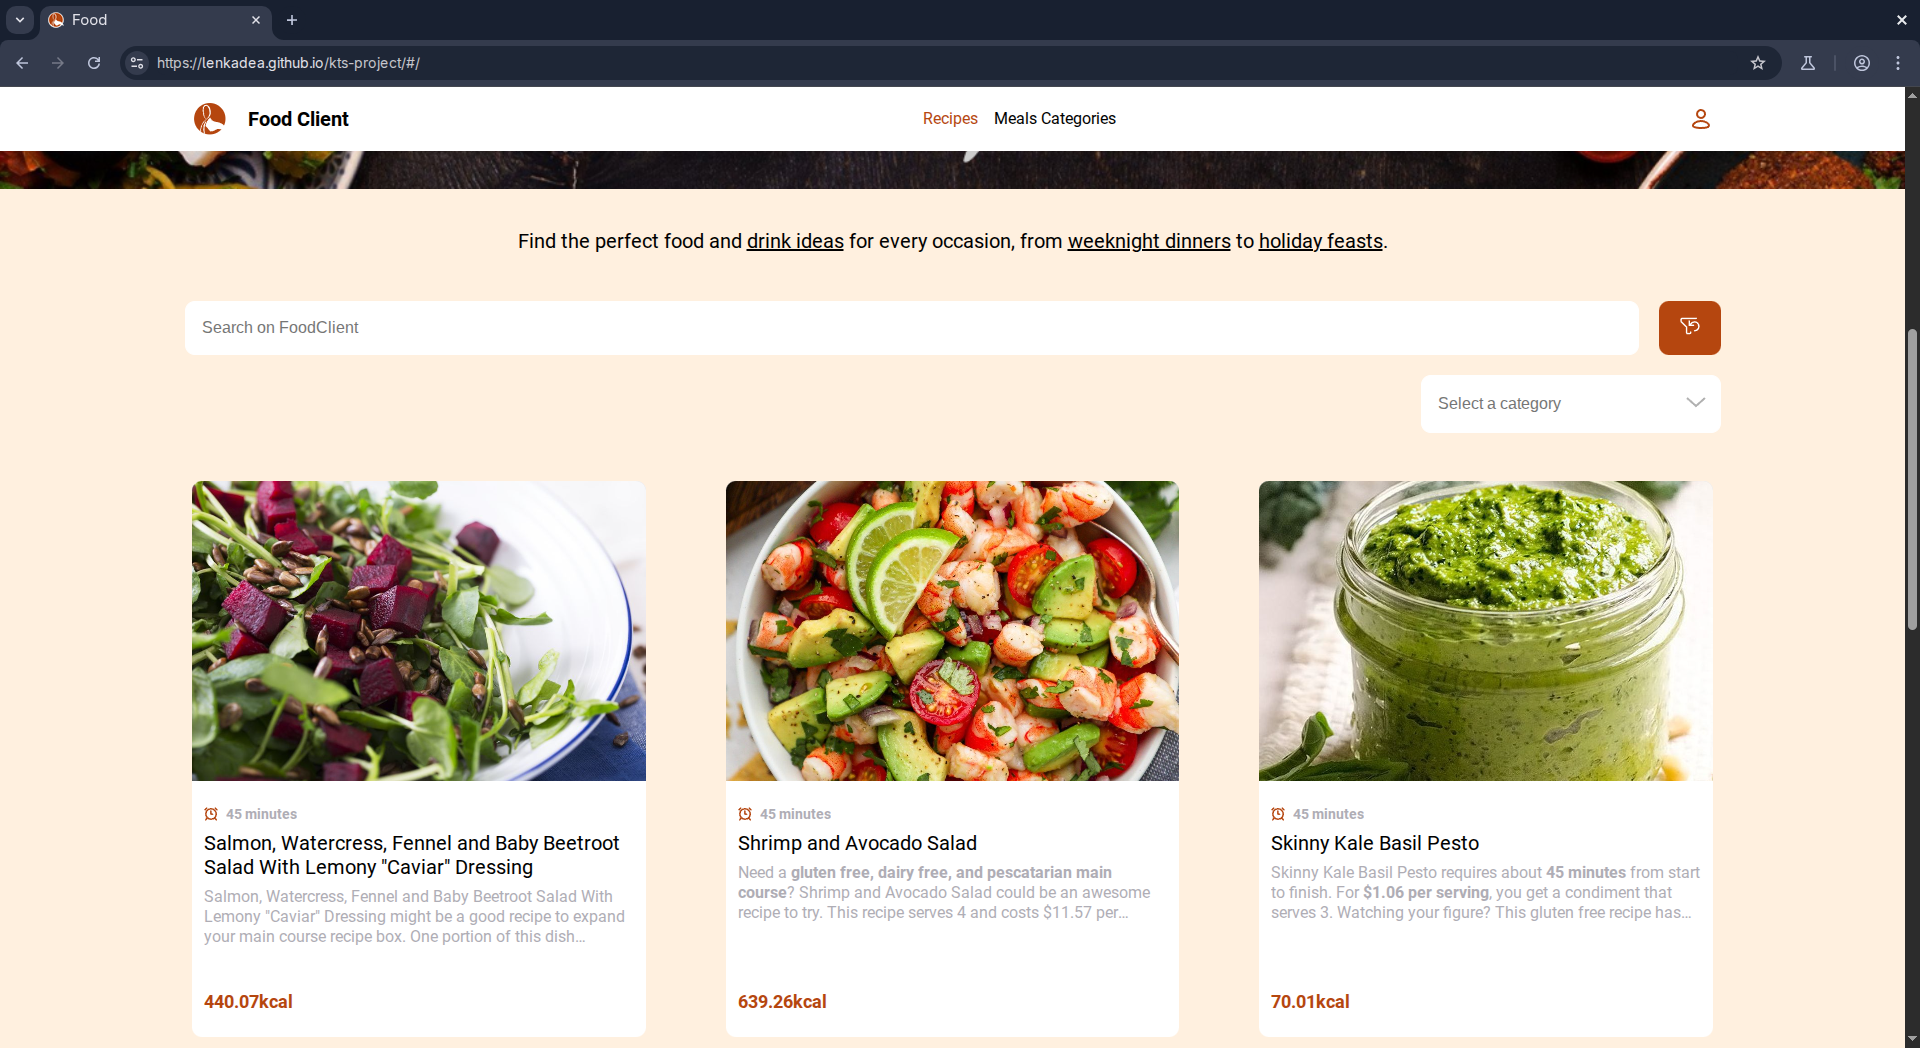 Food
https://lenkadea.github.io/kts-project/#/
Food Client
Recipes
Meals Categories
Find the perfect food and drink ideas for every occasion, from weeknight dinners to holiday feasts.
Search on FoodClient
Select a category
45 minutes
Salmon, Watercress, Fennel and Baby Beetroot
Salad With Lemony "Caviar" Dressing
Salmon, Watercress, Fennel and Baby Beetroot Salad With
Lemony "Caviar" Dressing might be a good recipe to expand
your main course recipe box. One portion of this dish...
440.07kcal
45 minutes
Shrimp and Avocado Salad
Need a gluten free, dairy free, and pescatarian main
course? Shrimp and Avocado Salad could be an awesome
recipe to try. This recipe serves 4 and costs $11.57 per...
639.26kcal
45 minutes
Skinny Kale Basil Pesto
Skinny Kale Basil Pesto requires about 45 minutes from start
to finish. For $1.06 per serving, you get a condiment that
serves 3. Watching your figure? This gluten free recipe has...
70.01kcal